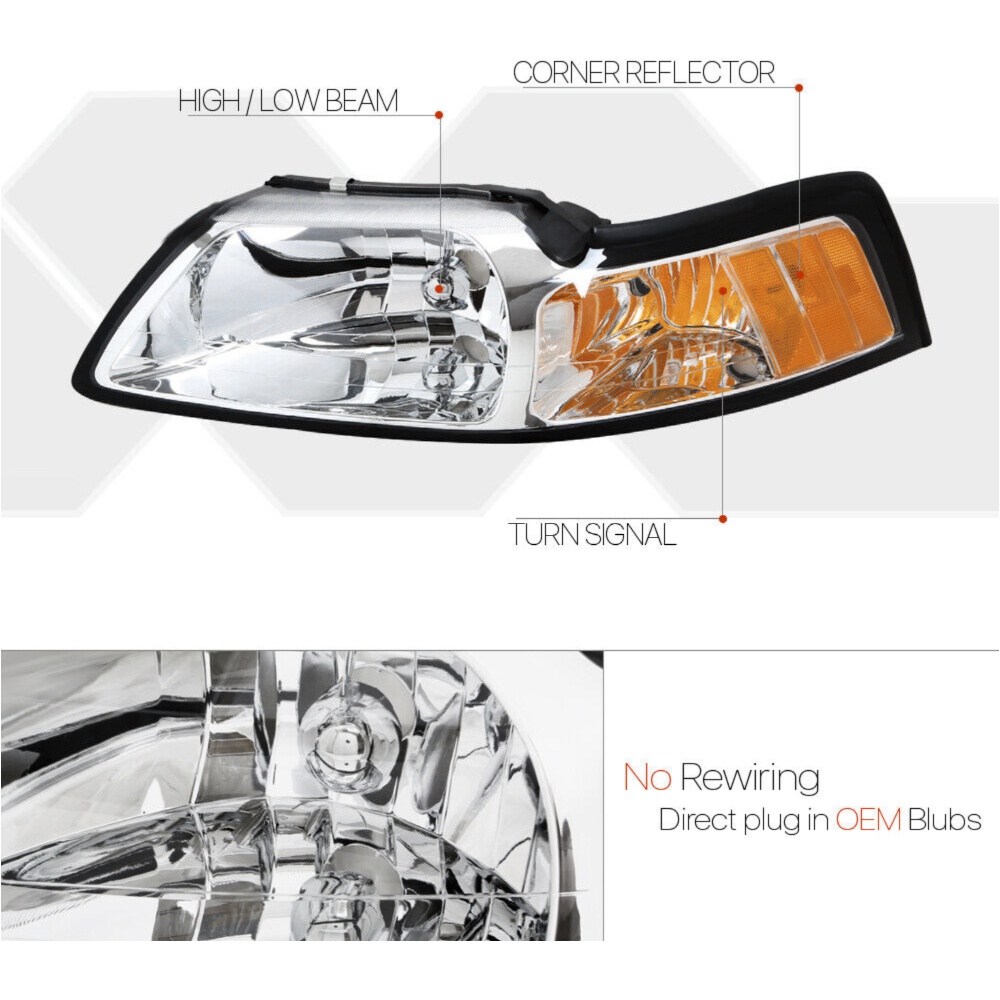 CORNER REFLECTOR
HIGH / LOW BEAM
TURN SIGNAL
No Rewiring
Direct plug in OEM Blubs